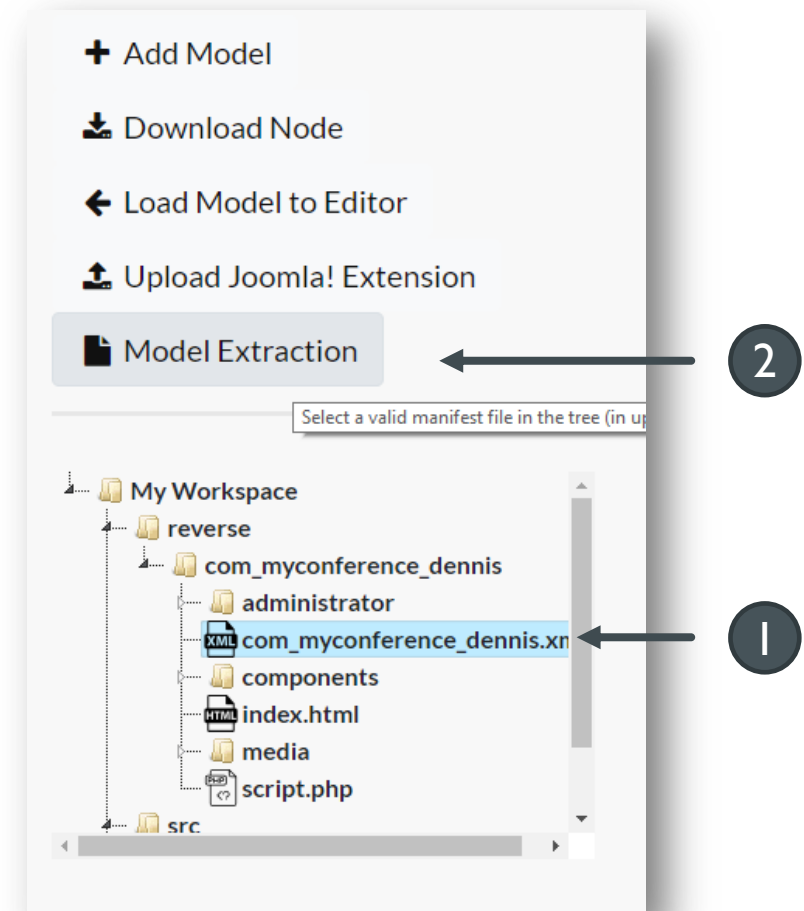 Add Model
Download Node
Load Model to Editor
Upload Joomla! Extension
Model Extraction
2
Select a valid manifest file in the tree (in
My Workspace
reverse
com_myconference_dennis
administrator
XML com_myconference_dennis.xm
1
components
HTML index.html
media
PHP script.php
src